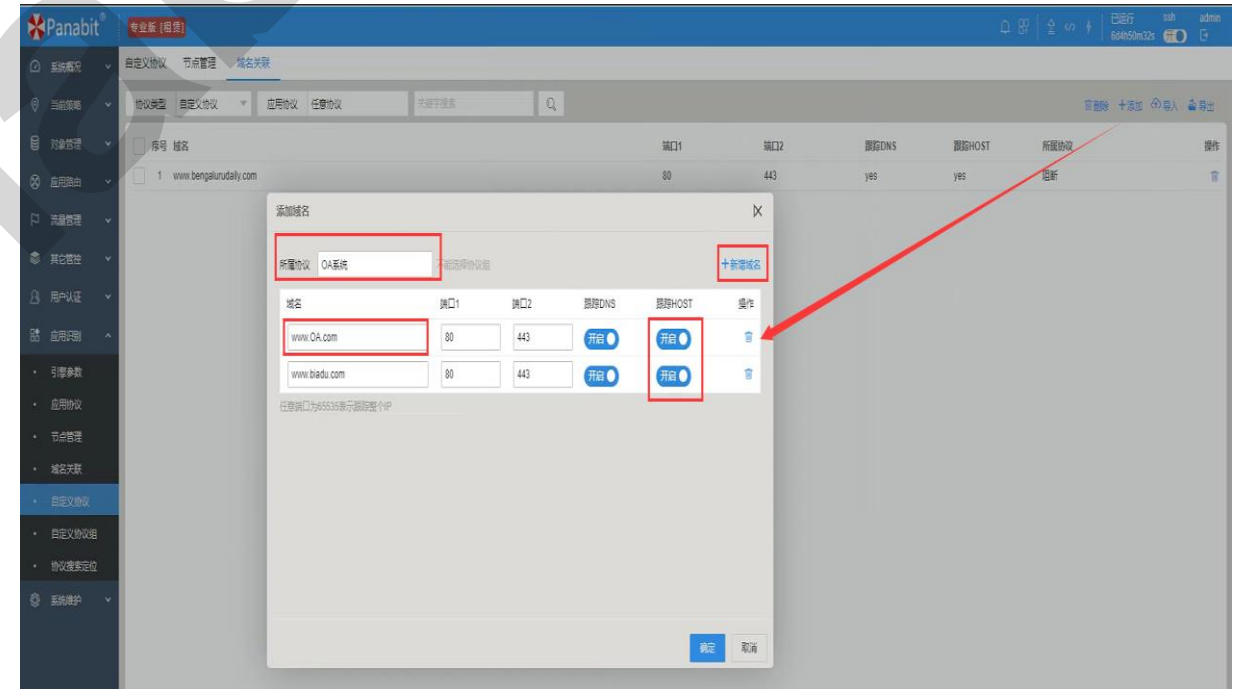 Panabit® 专业版 [租赁] 已运行 ssh admin
6d4h50m32s 开
系统概况
当前策略
对象管理
应用路由
流量管理
其它管控
用户认证
应用识别
引擎参数
应用协议
节点管理
域名关联
自定义协议
自定义协议组
协议搜索定位
系统维护
自定义协议 节点管理 域名关联
协议类型 自定义协议 应用协议 任意协议 关键字搜索 删除 +添加 导入 导出
序号 域名 端口1 端口2 跟踪DNS 跟踪HOST 所属协议 操作
1 www.bengalurudaily.com 80 443 yes yes 阻断
添加域名
所属协议 OA系统 不能选择协议组 +新增域名
域名 端口1 端口2 跟踪DNS 跟踪HOST 操作
www.OA.com 80 443 开启 开启
www.biadu.com 80 443 开启 开启
任意端口为65535表示跟踪整个IP
确定 取消